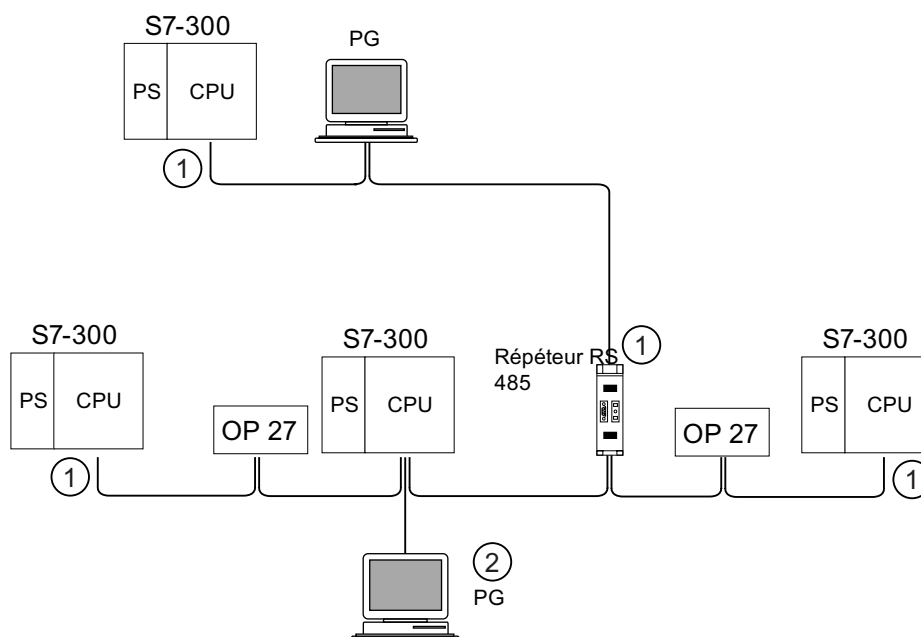 S7-300
PG
PS
CPU
1
S7-300
S7-300
Répéteur RS
485
1
S7-300
PS
CPU
OP 27
PS
CPU
OP 27
PS
CPU
1
1
2
PG